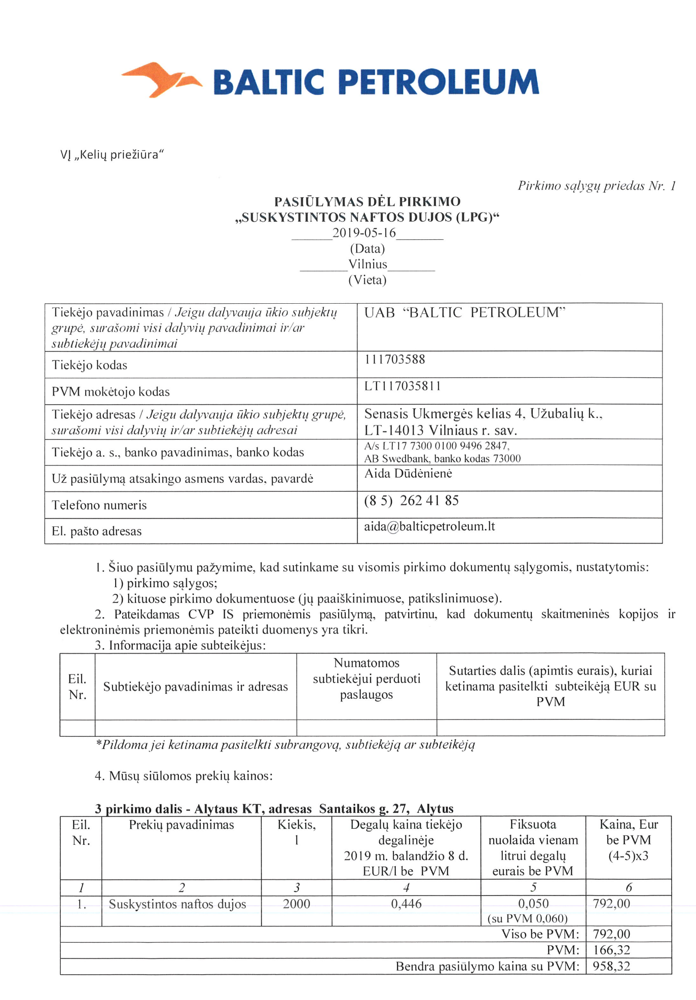 BALTIC PETROLEUM
VĮ „Kelių priežiūra“
Pirkimo sąlygų priedas Nr. 1
PASIŪLYMAS DĖL PIRKIMO
„SUSKYSTINTOS NAFTOS DUJOS (LPG)“
______2019-05-16_______
(Data)
_______Vilnius_______
(Vieta)
Tiekėjo pavadinimas / Jeigu dalyvauja ūkio subjektų
grupė, surašomi visi dalyvių pavadinimai ir/ar
subtiekėjų pavadinimai
UAB “BALTIC PETROLEUM”
Tiekėjo kodas
111703588
PVM mokėtojo kodas
LT117035811
Tiekėjo adresas / Jeigu dalyvauja ūkio subjektų grupė,
surašomi visi dalyvių ir/ar subtiekėjų adresai
Senasis Ukmergės kelias 4, Užubalių k.,
LT-14013 Vilniaus r. sav.
Tiekėjo a. s., banko pavadinimas, banko kodas
A/s LT17 7300 0100 9496 2847,
AB Swedbank, banko kodas 73000
Už pasiūlymą atsakingo asmens vardas, pavardė
Aida Dūdėnienė
Telefono numeris
(8 5) 262 41 85
El. pašto adresas
aida@balticpetroleum.lt
1. Šiuo pasiūlymu pažymime, kad sutinkame su visomis pirkimo dokumentų sąlygomis, nustatytomis:
1) pirkimo sąlygos;
2) kituose pirkimo dokumentuose (jų paaiškinimuose, patikslinimuose).
2. Pateikdamas CVP IS priemonėmis pasiūlymą, patvirtinu, kad dokumentų skaitmeninės kopijos ir
elektroninėmis priemonėmis pateikti duomenys yra tikri.
3. Informacija apie subteikėjus:
Eil.
Nr.
Subtiekėjo pavadinimas ir adresas
Numatomos
subtiekėjui perduoti
paslaugos
Sutarties dalis (apimtis eurais), kuriai
ketinama pasitelkti subteikėją EUR su
PVM
*Pildoma jei ketinama pasitelkti subrangovą, subtiekėją ar subteikėją
4. Mūsų siūlomos prekių kainos:
3 pirkimo dalis - Alytaus KT, adresas Santaikos g. 27, Alytus
Eil.
Nr.
Prekių pavadinimas
Kiekis,
l
Degalų kaina tiekėjo
degalinėje
2019 m. balandžio 8 d.
EUR/l be PVM
Fiksuota
nuolaida vienam
litrui degalų
eurais be PVM
Kaina, Eur
be PVM
(4-5)x3
1 2 3 4 5 6
1. Suskystintos naftos dujos 2000 0,446 0,050 792,00
(su PVM 0,060)
Viso be PVM: 792,00
PVM: 166,32
Bendra pasiūlymo kaina su PVM: 958,32